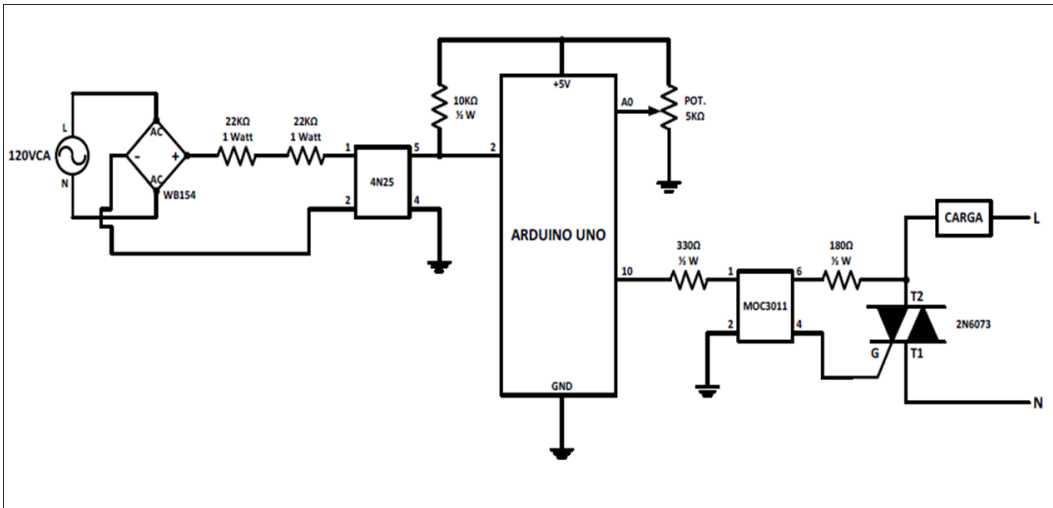 120VCA
L
N
AC
-
+
AC
WB154
22KΩ
1 Watt
22KΩ
1 Watt
1
2
4N25
5
4
10KΩ
½ W
2
+5V
ARDUINO UNO
GND
A0
POT.
5KΩ
10
330Ω
½ W
1
2
MOC3011
6
4
180Ω
½ W
CARGA
L
T2
2N6073
G
T1
N